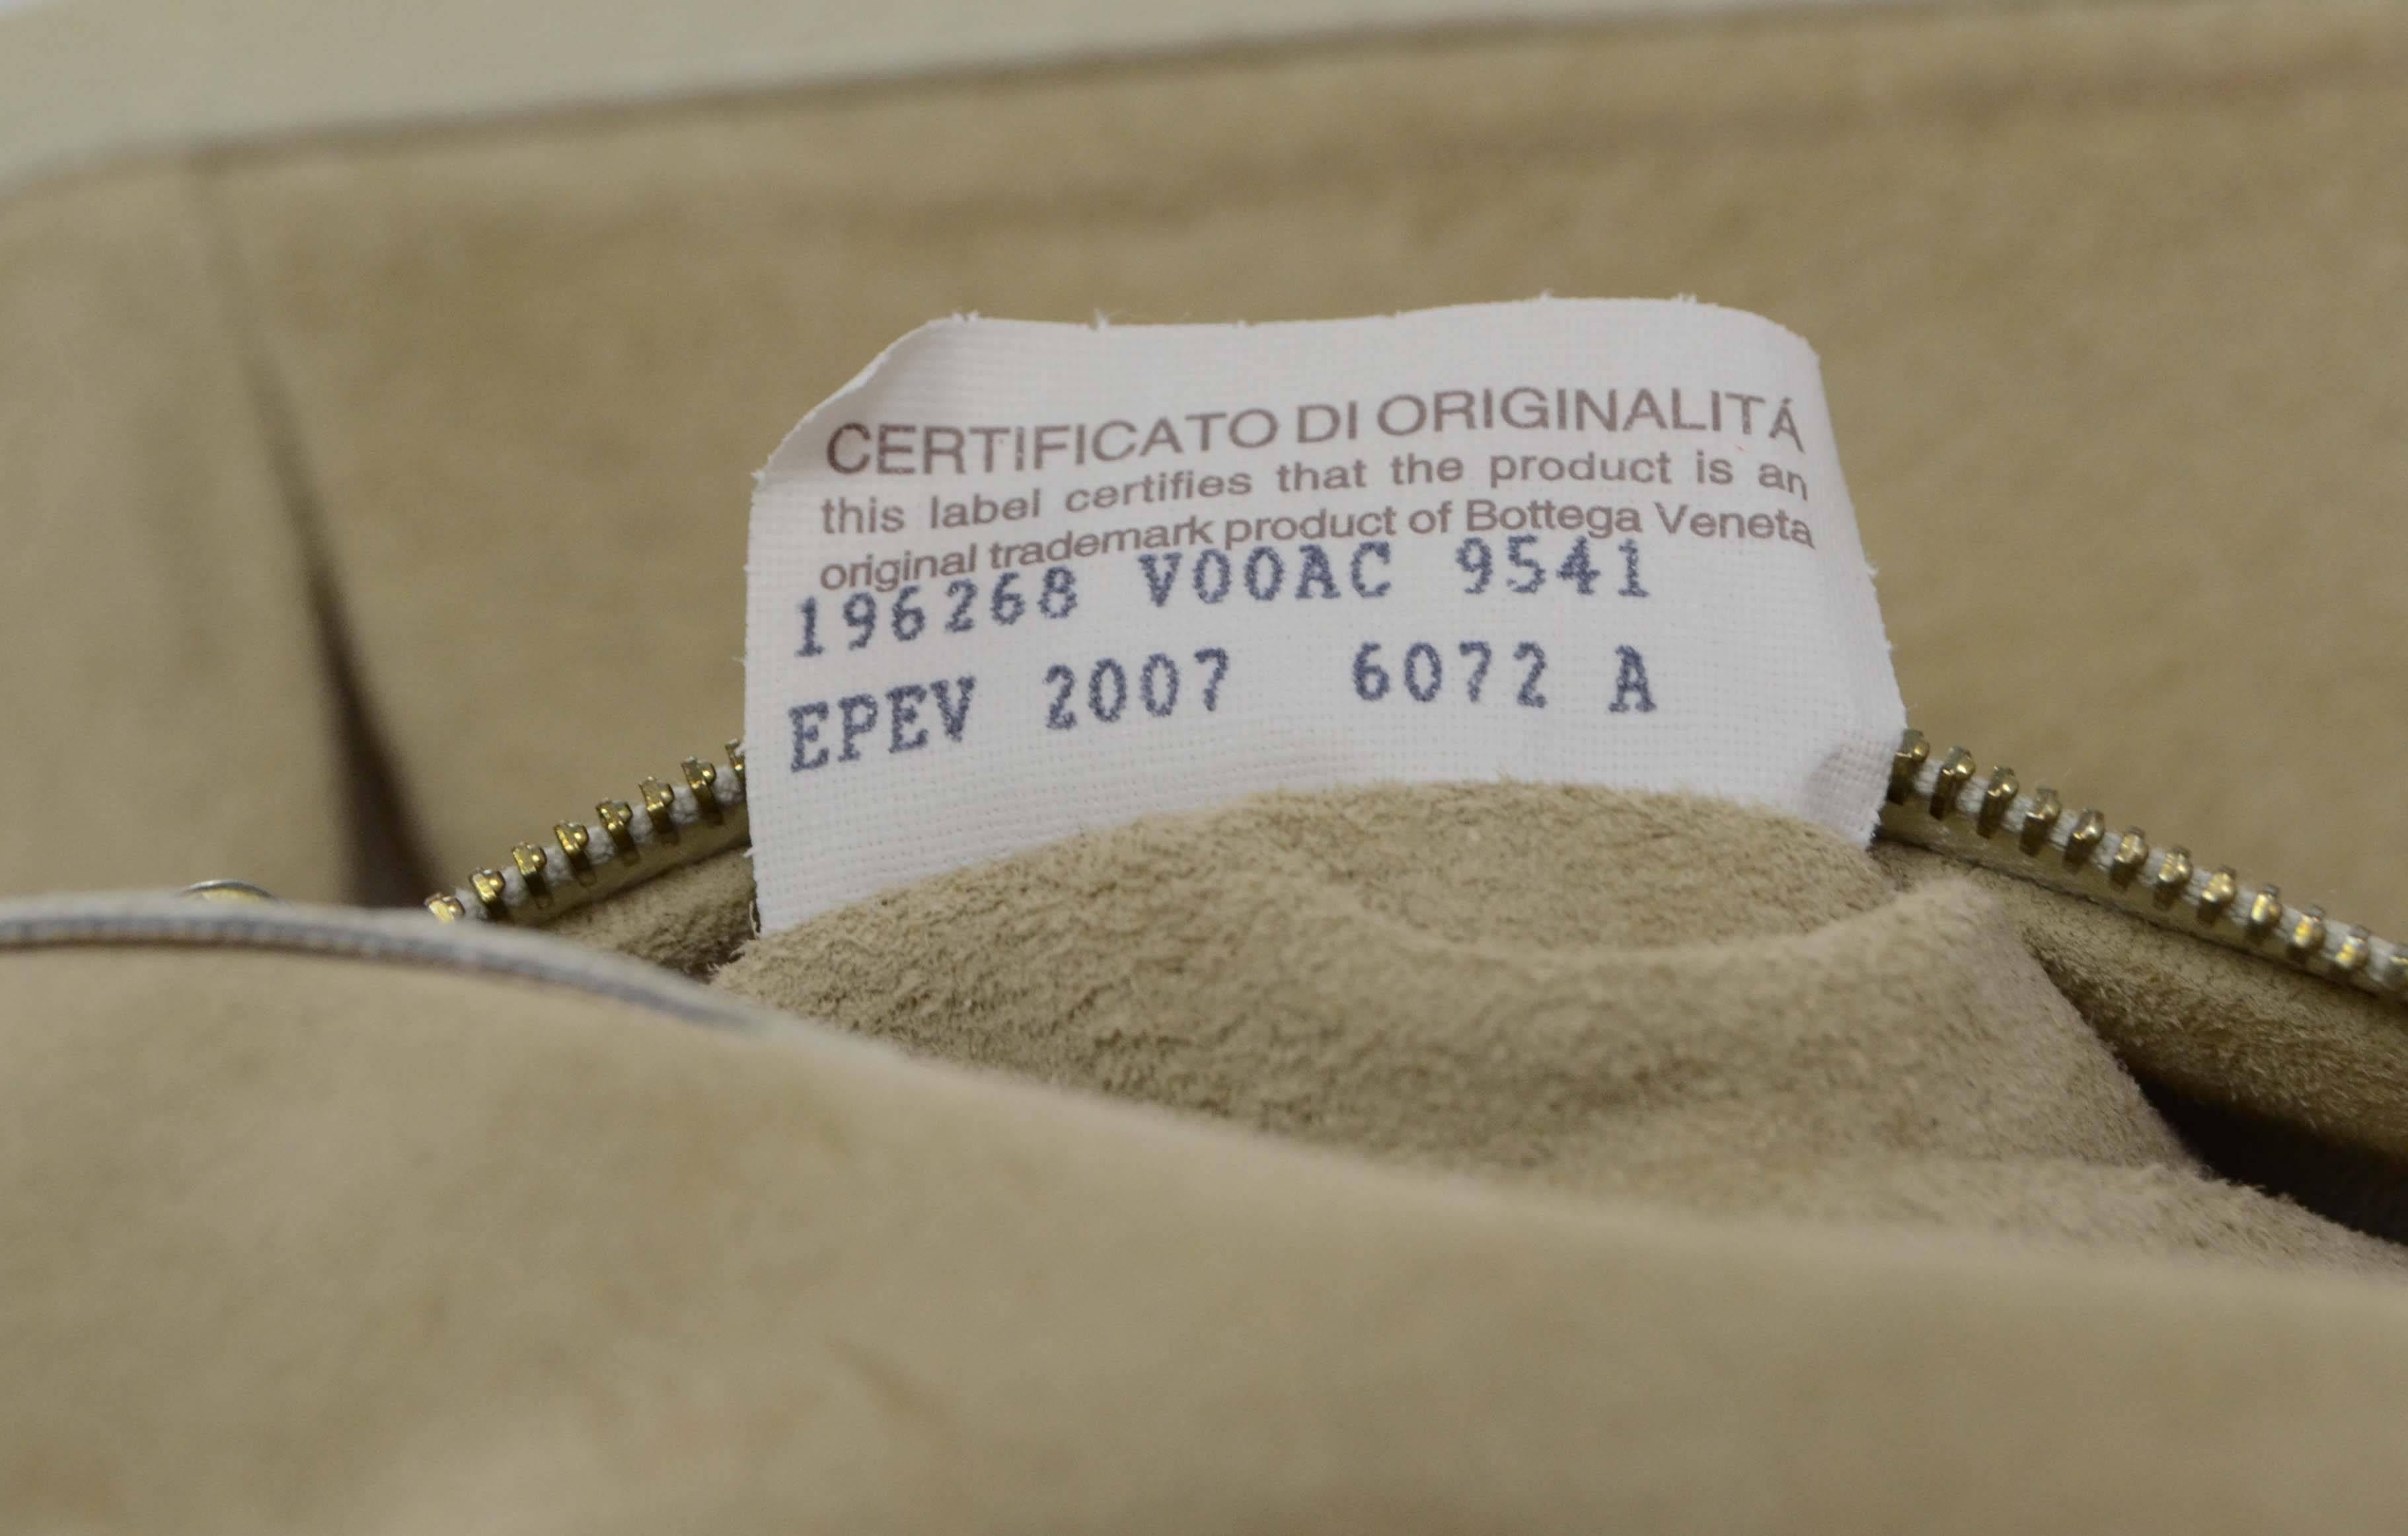 CERTIFICATO DI ORIGINALITÁ
this label certifies that the product is an
original trademark product of Bottega Veneta
196268 V00AC 9541
EPEV 2007 6072 A